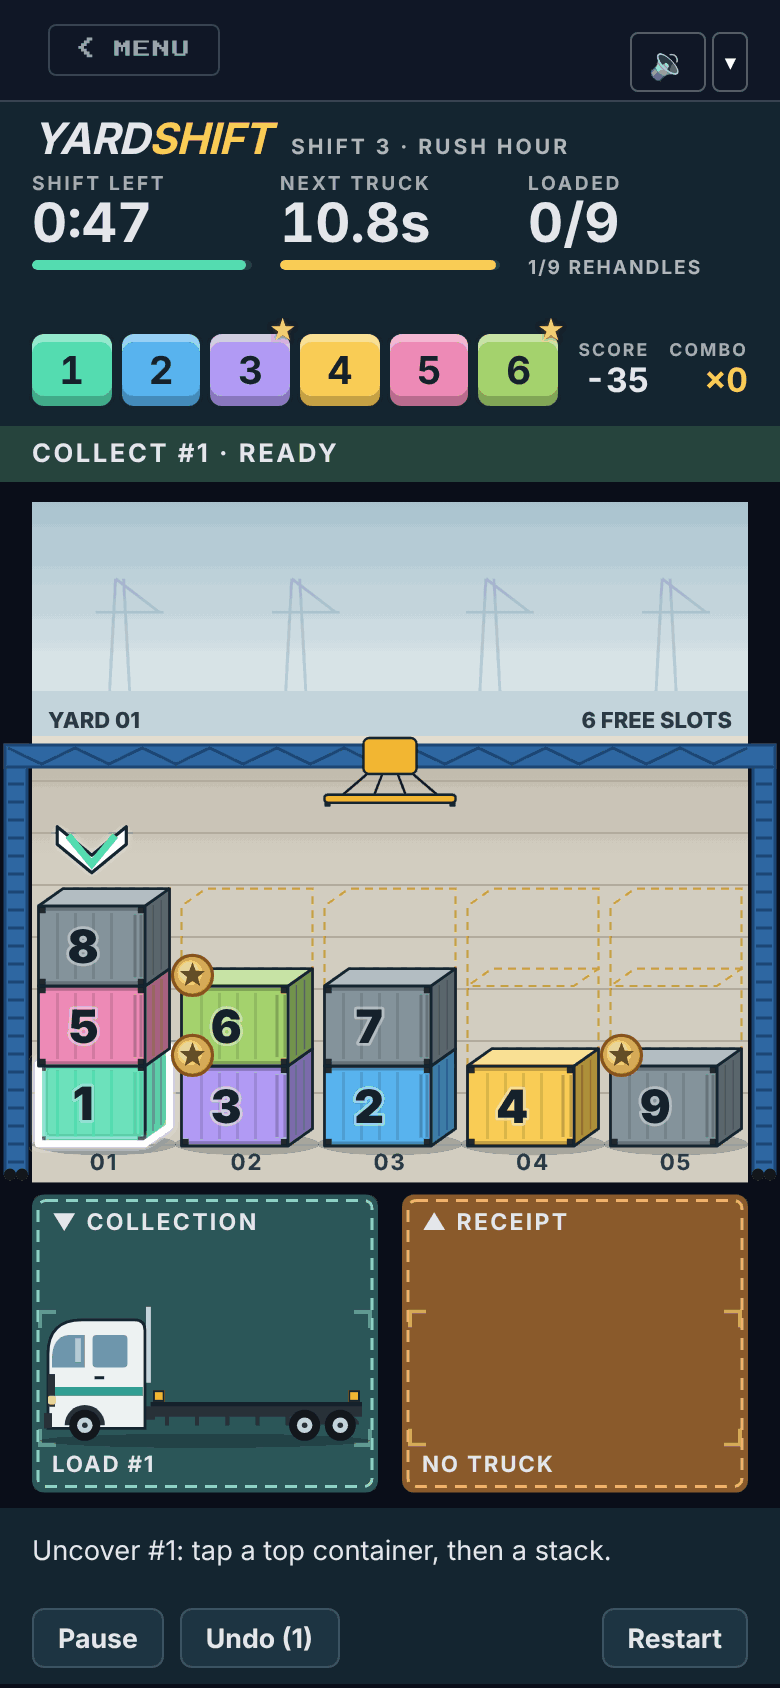 MENU
YARDSHIFT SHIFT 3 · RUSH HOUR
SHIFT LEFT NEXT TRUCK LOADED
0:47 10.8s 0/9
1/9 REHANDLES
1 2 3 4 5 6
SCORE COMBO
-35 ×0
COLLECT #1 · READY
YARD 01 6 FREE SLOTS
8
5 6 7
1 3 2 4 9
01 02 03 04 05
▼ COLLECTION ▲ RECEIPT
LOAD #1 NO TRUCK
Uncover #1: tap a top container, then a stack.
Pause Undo (1) Restart